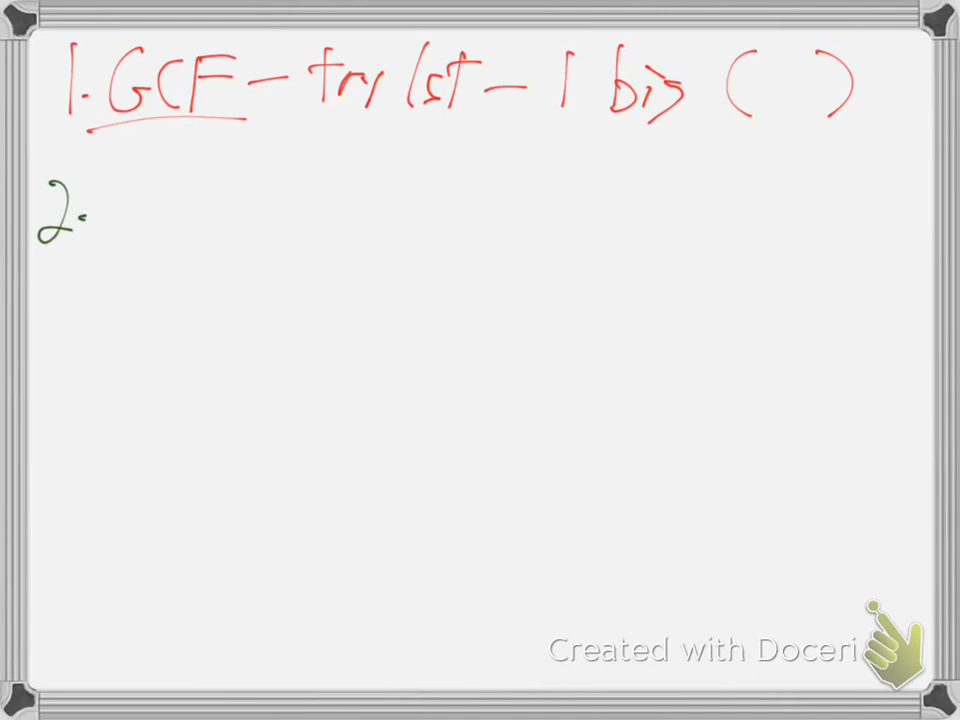 1. GCF - try 1st - 1 big ( )
2.
Created with Doceri